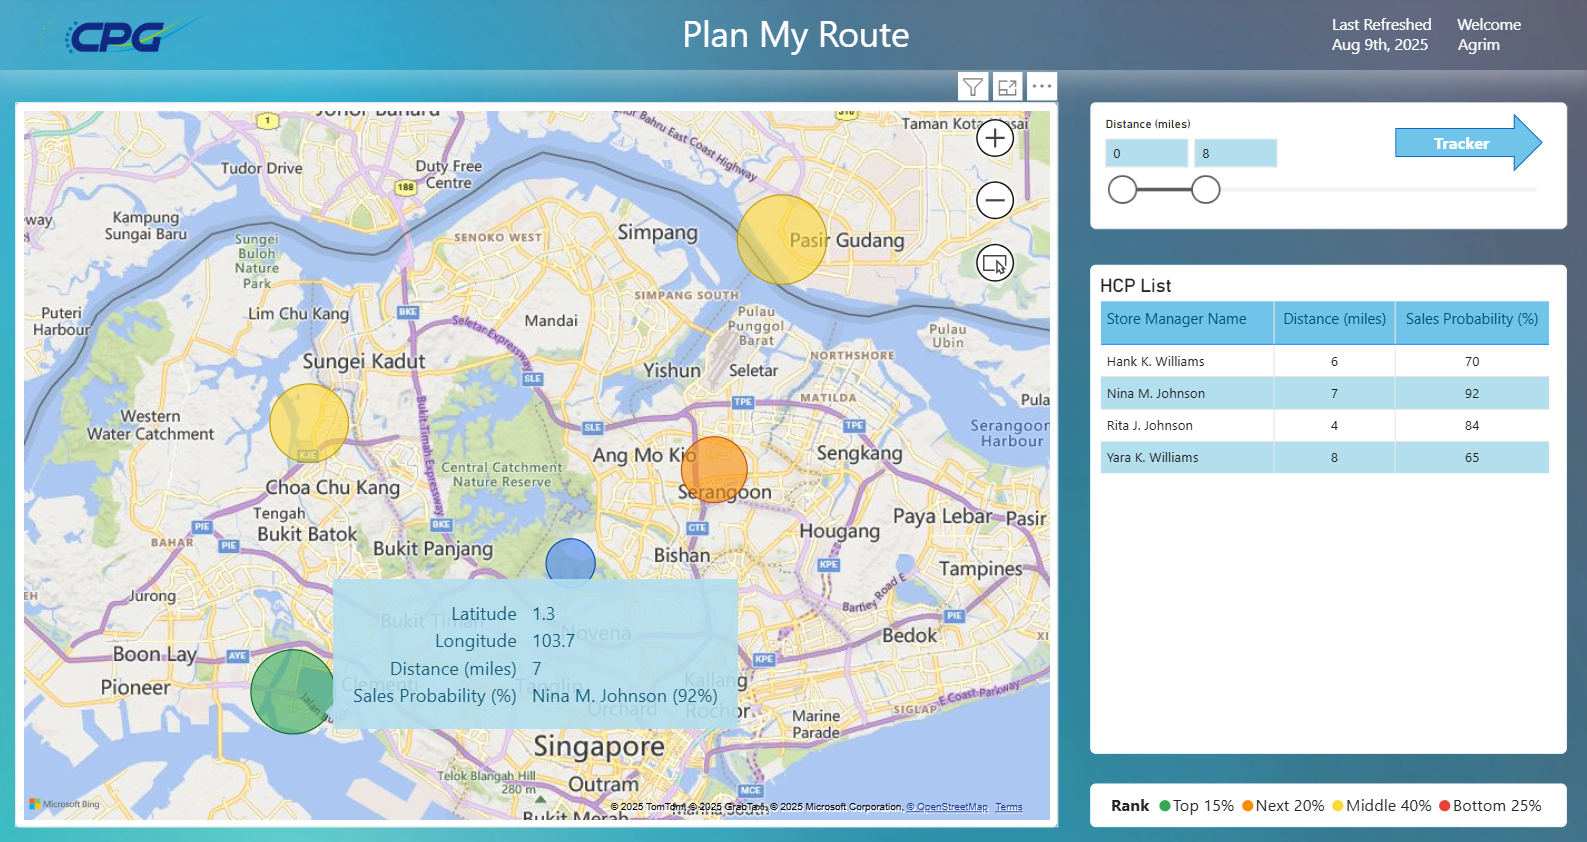 CPG
Plan My Route
Last Refreshed
Aug 9th, 2025
Welcome
Agrim
Johor Bahru East Coast Highway
1
Taman Kota
Tudor Drive
Duty Free
Centre
188
way
Kampung
Sungai Baru
Sungei
Buloh
Nature
Park
SENOKO WEST
Simpang
Pasir Gudang
SIMPANG SOUTH
Puteri
Harbour
Lim Chu Kang
BKE
Seletar Expressway
Mandai
Pulau
Punggol
Barat
Pulau
Ubin
Sungei Kadut
SLE
Yishun
Seletar
NORTHSHORE
Bukit Timah Expressway
TPE
MATILDA
Western
Water Catchment
KJE
SLE
TPE
Serangoon
Harbour
Ang Mo Kio
Sengkang
Central Catchment
Nature Reserve
Choa Chu Kang
Serangoon
Tengah
PIE
BKE
CTE
Paya Lebar
Pasir
Bukit Batok
BAHAR
PIE
Bukit Panjang
Bishan
Hougang
KPE
Tampines
Jurong
Bartley Road E
PIE
Bukit Timah
Novena
Bedok
Boon Lay
AYE
KPE
Pioneer
Clementi
Tanglin
Kallang
E Coast Parkway
SIGLAP
Orchard
Rochor
Marine
Parade
Latitude 1.3
Longitude 103.7
Distance (miles) 7
Sales Probability (%) Nina M. Johnson (92%)
Singapore
Telok Blangah Hill
280 m
Outram
MCE
Bukit Merah
Marina South
Microsoft Bing
© 2025 TomTom, © 2025 GrabTaxi, © 2025 Microsoft Corporation, © OpenStreetMap Terms
Distance (miles)
0
8
Tracker
HCP List
Store Manager Name Distance (miles) Sales Probability (%)
Hank K. Williams 6 70
Nina M. Johnson 7 92
Rita J. Johnson 4 84
Yara K. Williams 8 65
Rank Top 15% Next 20% Middle 40% Bottom 25%